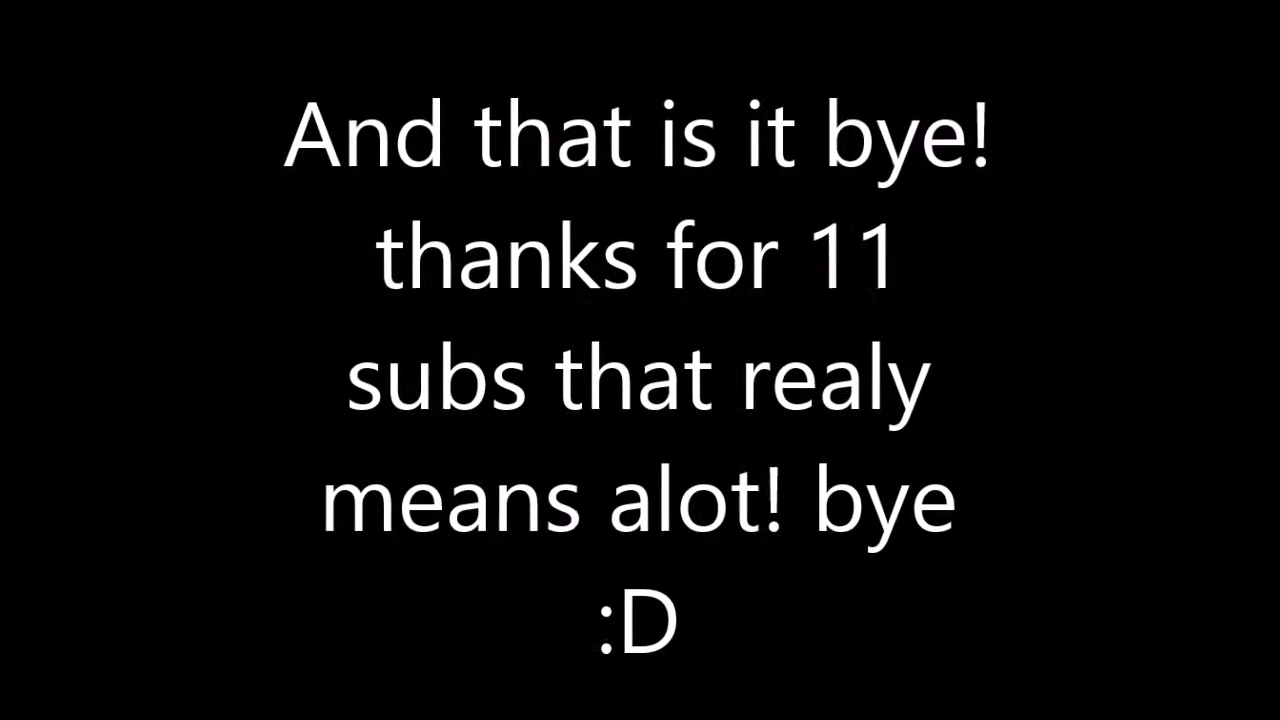 And that is it bye!
thanks for 11
subs that realy
means alot! bye
:D